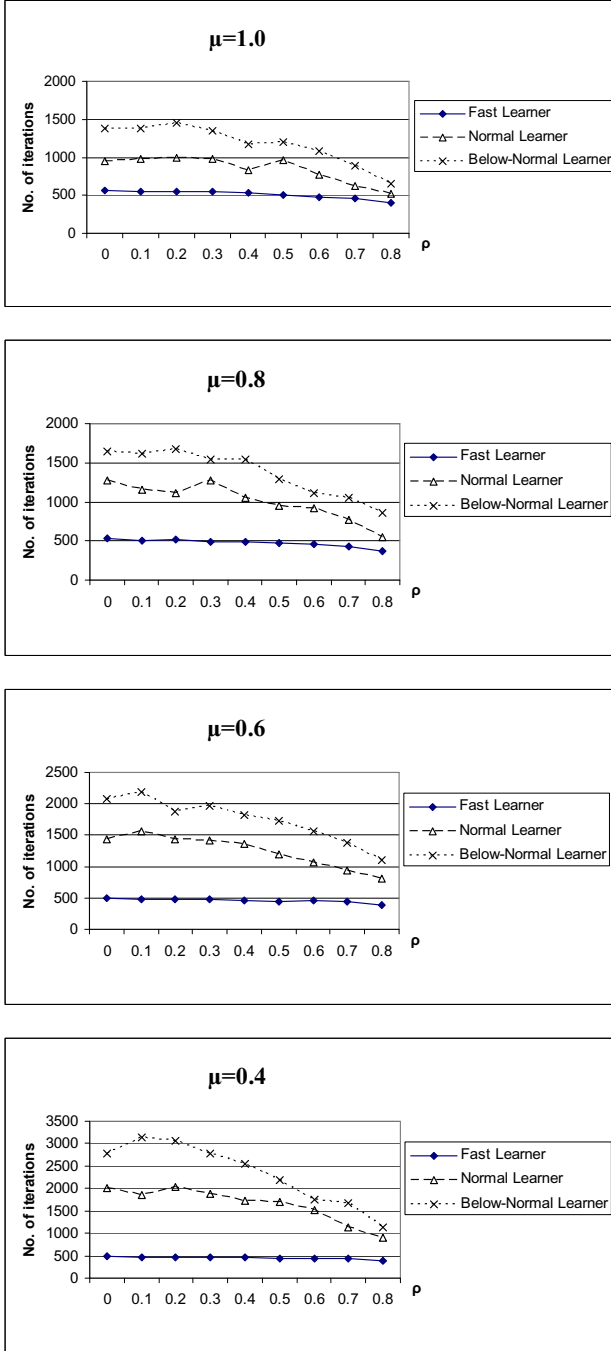 μ=1.0
No. of iterations
2000
1500
1000
500
0
0 0.1 0.2 0.3 0.4 0.5 0.6 0.7 0.8
ρ
Fast Learner
Normal Learner
Below-Normal Learner
μ=0.8
No. of iterations
2000
1500
1000
500
0
0 0.1 0.2 0.3 0.4 0.5 0.6 0.7 0.8
ρ
Fast Learner
Normal Learner
Below-Normal Learner
μ=0.6
No. of iterations
2500
2000
1500
1000
500
0
0 0.1 0.2 0.3 0.4 0.5 0.6 0.7 0.8
ρ
Fast Learner
Normal Learner
Below-Normal Learner
μ=0.4
No. of iterations
3500
3000
2500
2000
1500
1000
500
0
0 0.1 0.2 0.3 0.4 0.5 0.6 0.7 0.8
ρ
Fast Learner
Normal Learner
Below-Normal Learner